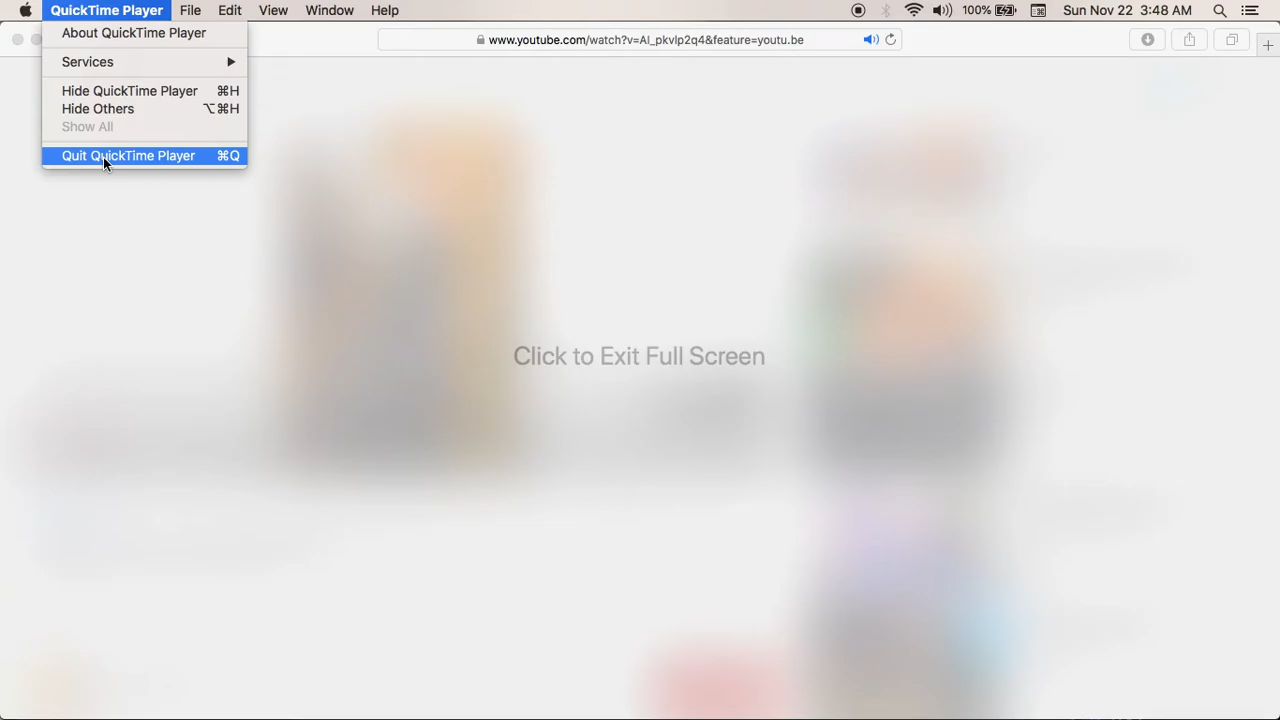 QuickTime Player File Edit View Window Help 100% Sun Nov 22 3:48 AM
About QuickTime Player
www.youtube.com/watch?v=Al_pkvlp2q4&feature=youtu.be
Services
Hide QuickTime Player ⌘H
Hide Others ⌥⌘H
Show All
Quit QuickTime Player ⌘Q
Click to Exit Full Screen